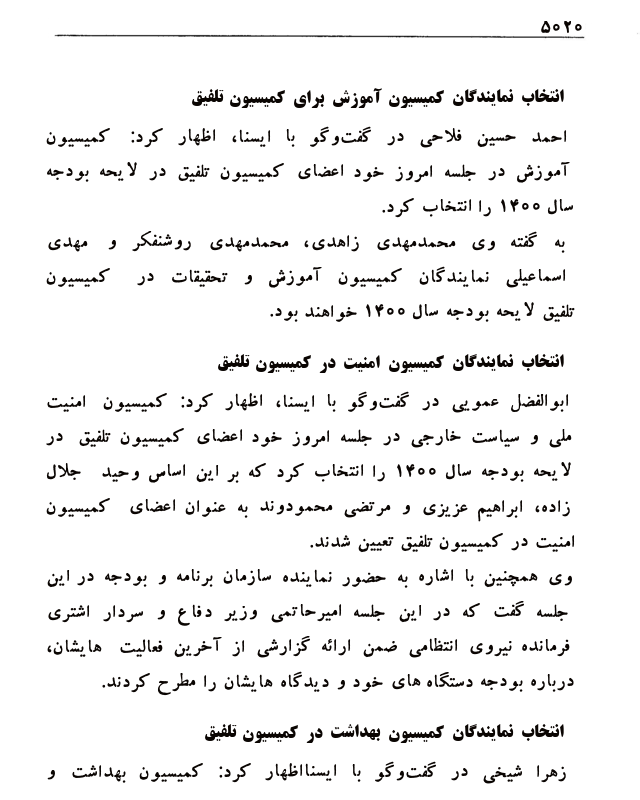 ۵۰۲۰
انتخاب نمایندگان کمیسیون آموزش برای کمیسیون تلفیق
احمد حسین فلاحی در گفت‌وگو با ایسنا، اظهار کرد: کمیسیون
آموزش در جلسه امروز خود اعضای کمیسیون تلفیق در لایحه بودجه
سال ۱۴۰۰ را انتخاب کرد.
به گفته وی محمدمهدی زاهدی، محمدمهدی روشنفکر و مهدی
اسماعیلی نمایندگان کمیسیون آموزش و تحقیقات در کمیسیون
تلفیق لایحه بودجه سال ۱۴۰۰ خواهند بود.
انتخاب نمایندگان کمیسیون امنیت در کمیسیون تلفیق
ابوالفضل عمویی در گفت‌وگو با ایسنا، اظهار کرد: کمیسیون امنیت
ملی و سیاست خارجی در جلسه امروز خود اعضای کمیسیون تلفیق در
لایحه بودجه سال ۱۴۰۰ را انتخاب کرد که بر این اساس وحید جلال
زاده، ابراهیم عزیزی و مرتضی محمودوند به عنوان اعضای کمیسیون
امنیت در کمیسیون تلفیق تعیین شدند.
وی همچنین با اشاره به حضور نماینده سازمان برنامه و بودجه در این
جلسه گفت که در این جلسه امیرحاتمی وزیر دفاع و سردار اشتری
فرمانده نیروی انتظامی ضمن ارائه گزارشی از آخرین فعالیت هایشان،
درباره بودجه دستگاه های خود و دیدگاه هایشان را مطرح کردند.
انتخاب نمایندگان کمیسیون بهداشت در کمیسیون تلفیق
زهرا شیخی در گفت‌وگو با ایسنااظهار کرد: کمیسیون بهداشت و